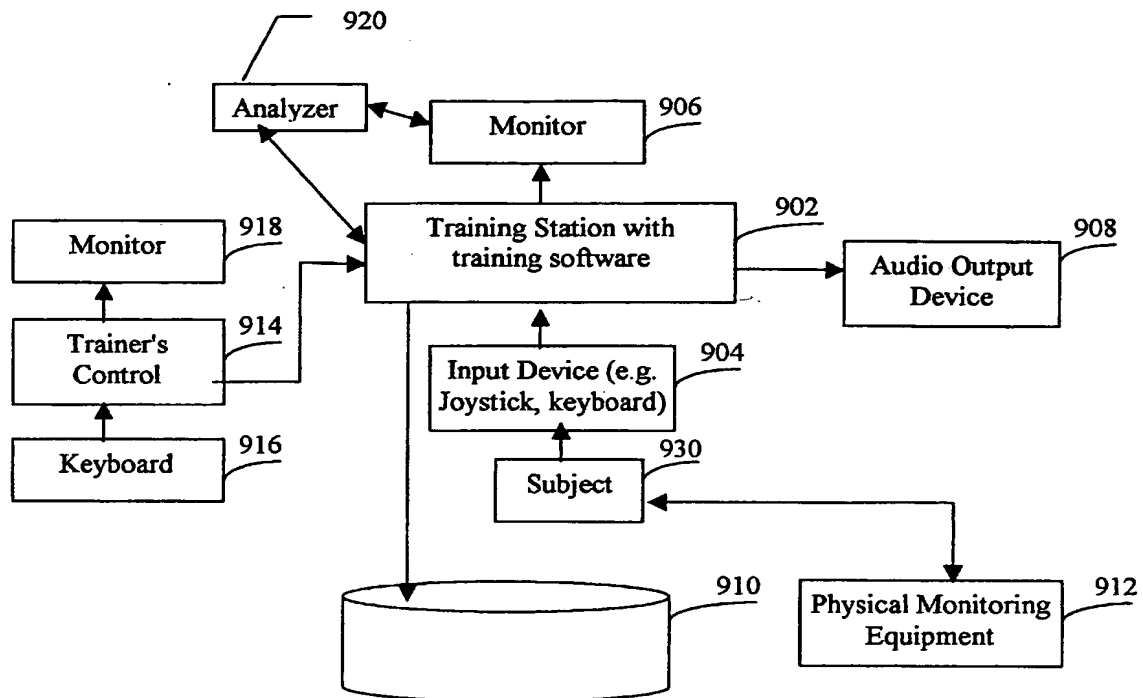 920
Analyzer
906
Monitor
902
Training Station with
training software
918
Monitor
908
Audio Output
Device
914
Trainer's
Control
904
Input Device (e.g.
Joystick, keyboard)
916
Keyboard
930
Subject
910
912
Physical Monitoring
Equipment